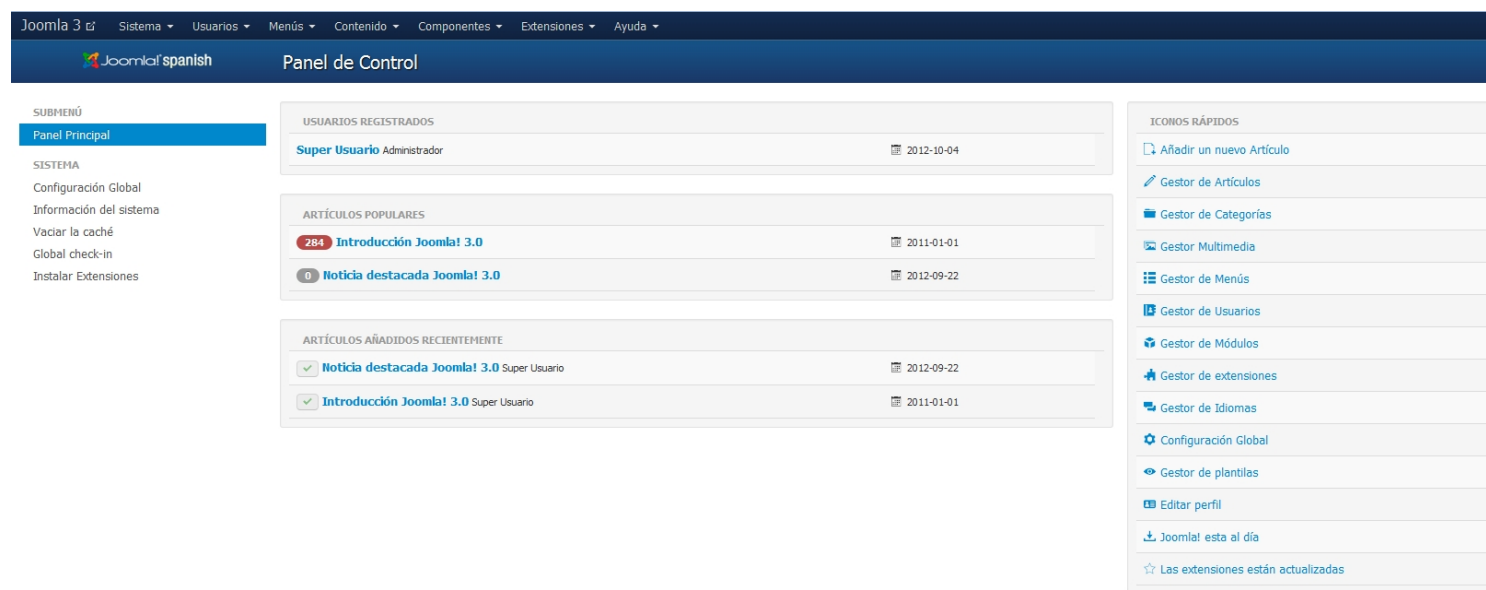 Joomla 3 Sistema Usuarios Menús Contenido Componentes Extensiones Ayuda
Joomla! spanish Panel de Control
SUBMENÚ
Panel Principal
SISTEMA
Configuración Global
Información del sistema
Vaciar la caché
Global check-in
Instalar Extensiones
USUARIOS REGISTRADOS
Super Usuario Administrador 2012-10-04
ARTÍCULOS POPULARES
284 Introducción Joomla! 3.0 2011-01-01
0 Noticia destacada Joomla! 3.0 2012-09-22
ARTÍCULOS AÑADIDOS RECIENTEMENTE
Noticia destacada Joomla! 3.0 Super Usuario 2012-09-22
Introducción Joomla! 3.0 Super Usuario 2011-01-01
ICONOS RÁPIDOS
Añadir un nuevo Artículo
Gestor de Artículos
Gestor de Categorías
Gestor Multimedia
Gestor de Menús
Gestor de Usuarios
Gestor de Módulos
Gestor de extensiones
Gestor de Idiomas
Configuración Global
Gestor de plantilas
Editar perfil
Joomla! esta al día
Las extensiones están actualizadas